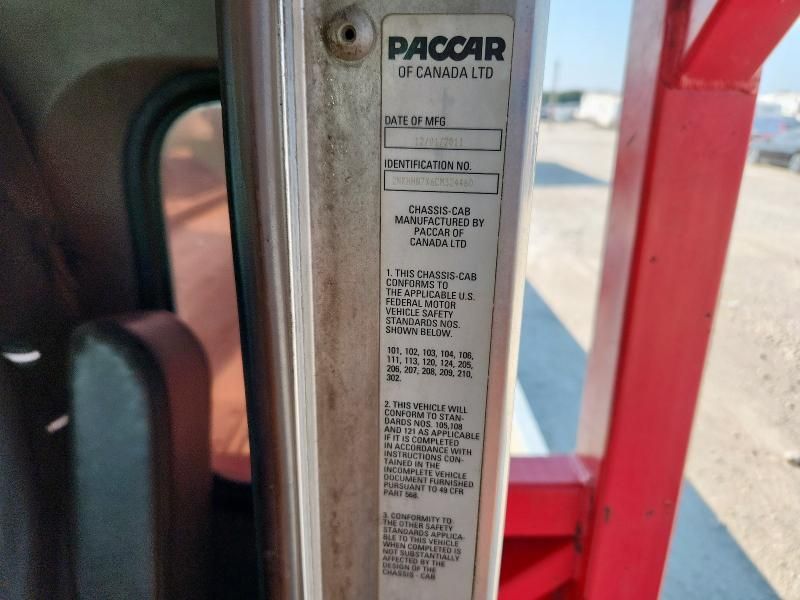 PACCAR
OF CANADA LTD
DATE OF MFG
12/01/2011
IDENTIFICATION NO.
CHASSIS-CAB
MANUFACTURED BY
PACCAR OF
CANADA LTD
1. THIS CHASSIS-CAB
CONFORMS TO
THE APPLICABLE U.S.
FEDERAL MOTOR
VEHICLE SAFETY
STANDARDS NOS.
SHOWN BELOW.
101, 102, 103, 104, 106,
111, 113, 120, 124, 205,
206, 207, 208, 209, 210,
302.
2. THIS VEHICLE WILL
CONFORM TO STAN-
DARDS NOS. 105,108
AND 121 AS APPLICABLE
IF IT IS COMPLETED
IN ACCORDANCE WITH
INSTRUCTIONS CON-
TAINED IN THE
INCOMPLETE VEHICLE
DOCUMENT FURNISHED
PURSUANT TO 49 CFR
PART 568.
3. CONFORMITY TO
THE OTHER SAFETY
STANDARDS APPLICA-
BLE TO THIS VEHICLE
WHEN COMPLETED IS
NOT SUBSTANTIALLY
AFFECTED BY THE
DESIGN OF THE
CHASSIS - CAB